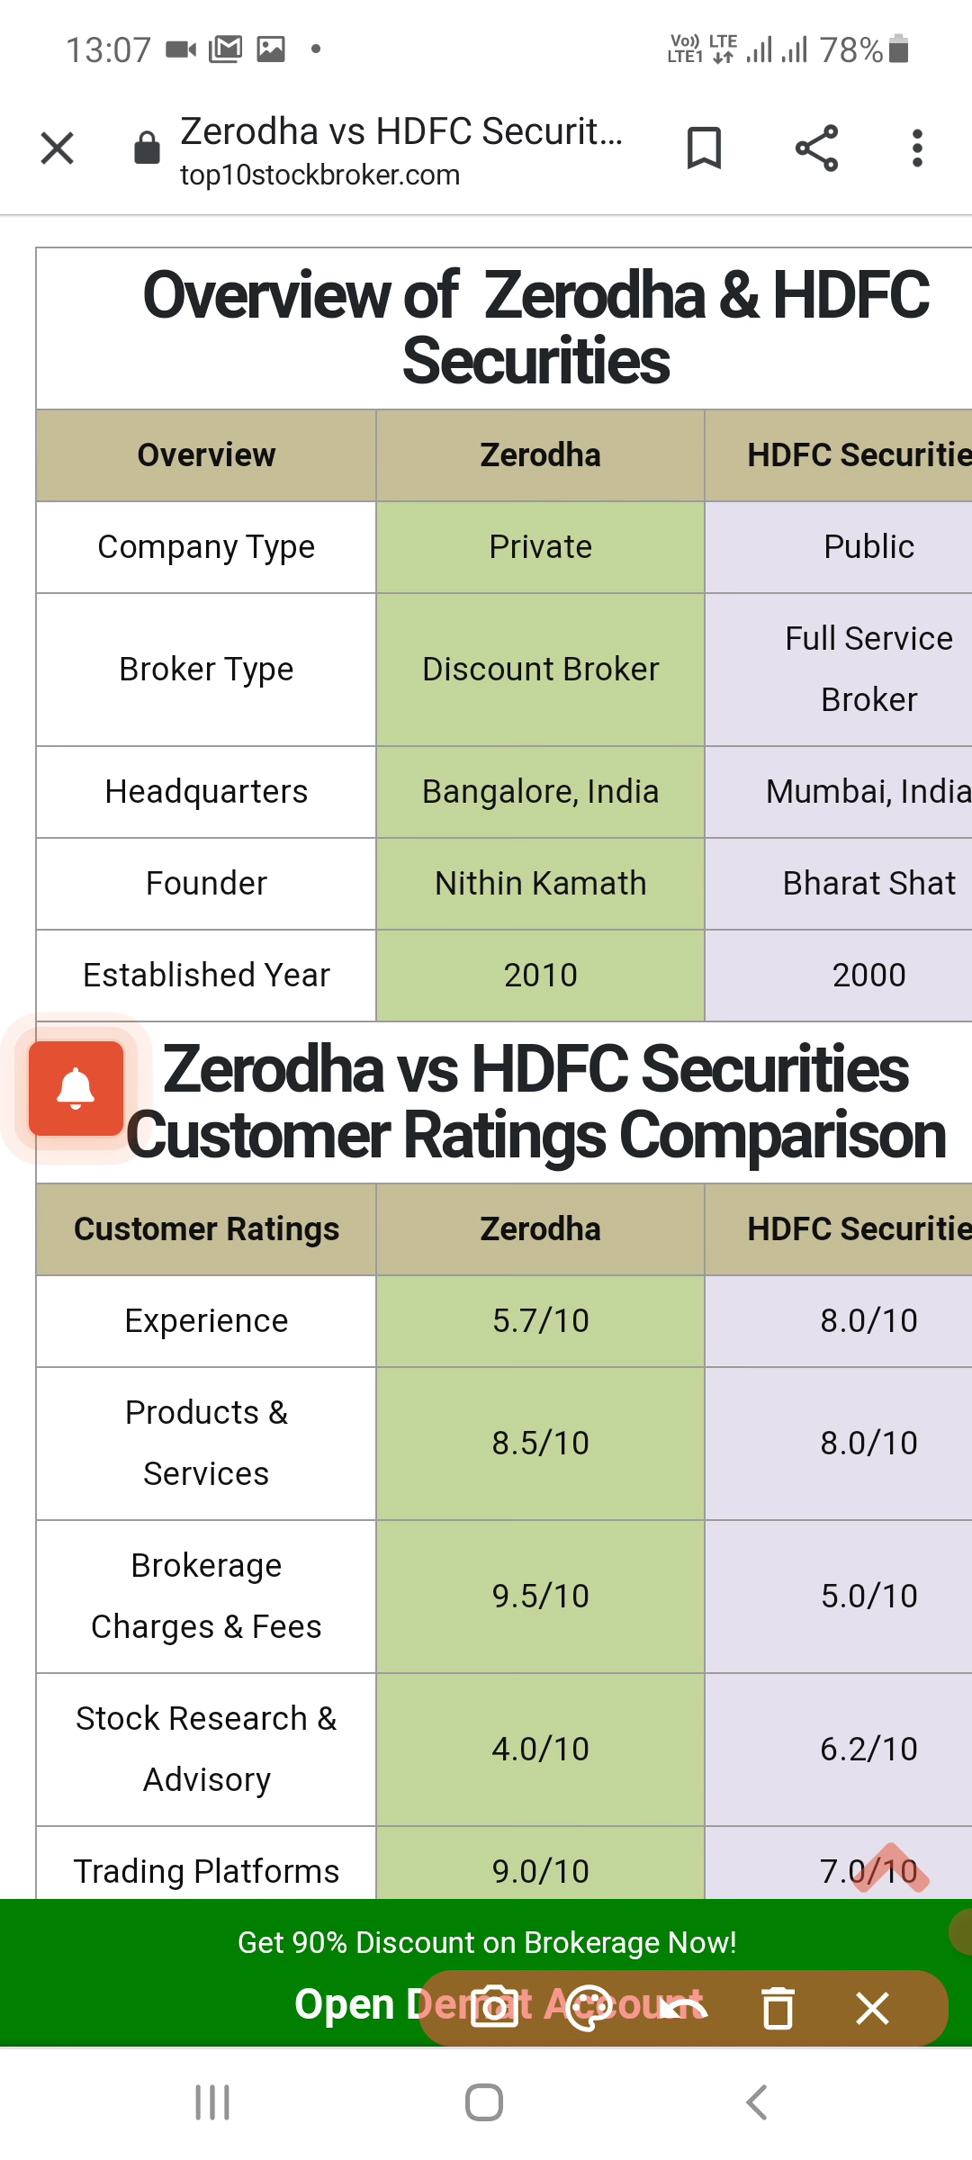 13:07
Vo)) LTE
LTE1
78%
Zerodha vs HDFC Securit...
top10stockbroker.com
Overview of Zerodha & HDFC
Securities
Overview Zerodha HDFC Securitie
Company Type Private Public
Broker Type Discount Broker Full Service
Broker
Headquarters Bangalore, India Mumbai, India
Founder Nithin Kamath Bharat Shat
Established Year 2010 2000
Zerodha vs HDFC Securities
Customer Ratings Comparison
Customer Ratings Zerodha HDFC Securitie
Experience 5.7/10 8.0/10
Products &
Services 8.5/10 8.0/10
Brokerage
Charges & Fees 9.5/10 5.0/10
Stock Research &
Advisory 4.0/10 6.2/10
Trading Platforms 9.0/10 7.0/10
Get 90% Discount on Brokerage Now!
Open Demat Account